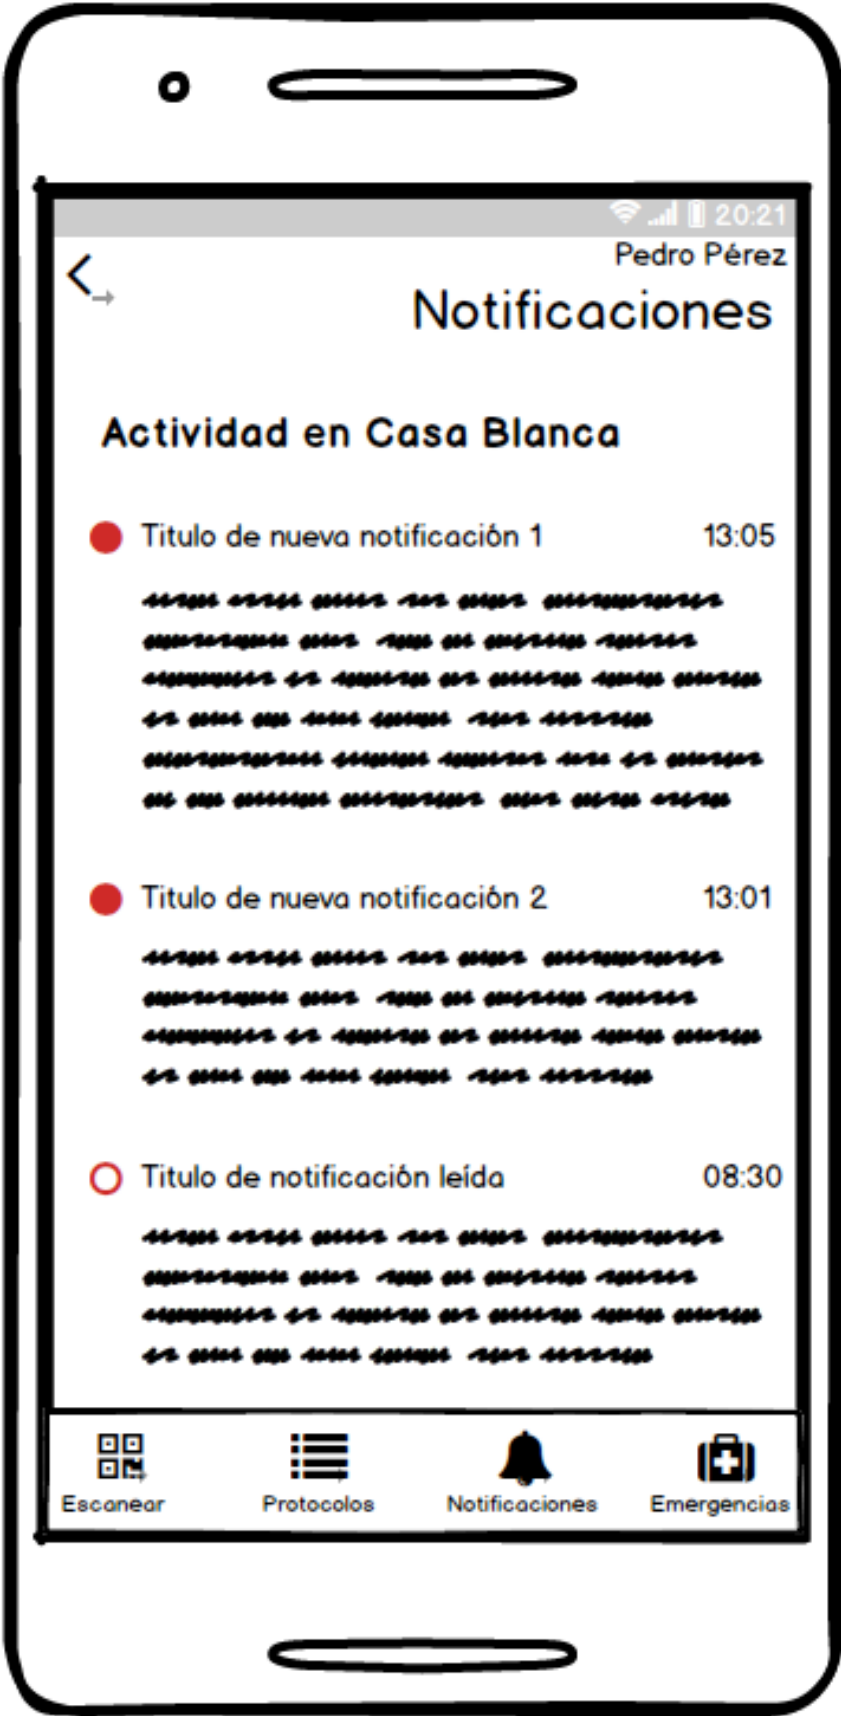 20:21
Pedro Pérez
Notificaciones
Actividad en Casa Blanca
Titulo de nueva notificación 1 13:05
Titulo de nueva notificación 2 13:01
Titulo de notificación leída 08:30
Escanear Protocolos Notificaciones Emergencias